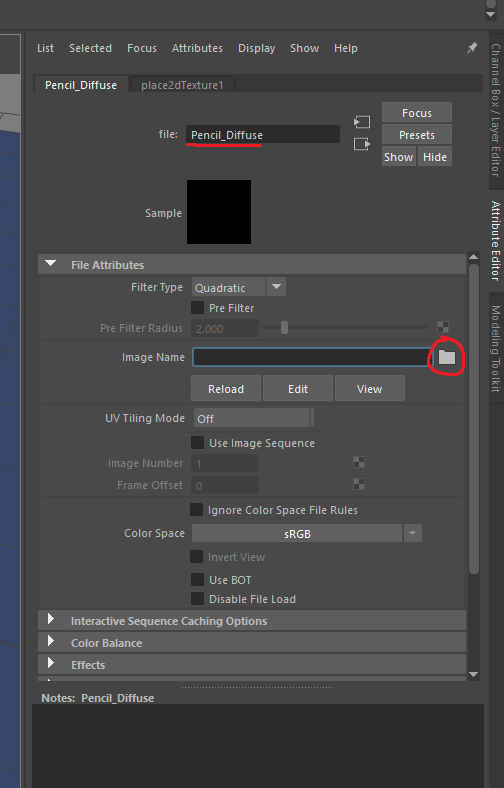 List Selected Focus Attributes Display Show Help
Pencil_Diffuse place2dTexture1
Focus
file: Pencil_Diffuse Presets
Show Hide
Sample
File Attributes
Filter Type Quadratic
Pre Filter
Pre Filter Radius 2.000
Image Name
Reload Edit View
UV Tiling Mode Off
Use Image Sequence
Image Number 1
Frame Offset 0
Ignore Color Space File Rules
Color Space sRGB
Invert View
Use BOT
Disable File Load
Interactive Sequence Caching Options
Color Balance
Effects
Notes: Pencil_Diffuse
Channel Box / Layer Editor
Attribute Editor
Modeling Toolkit